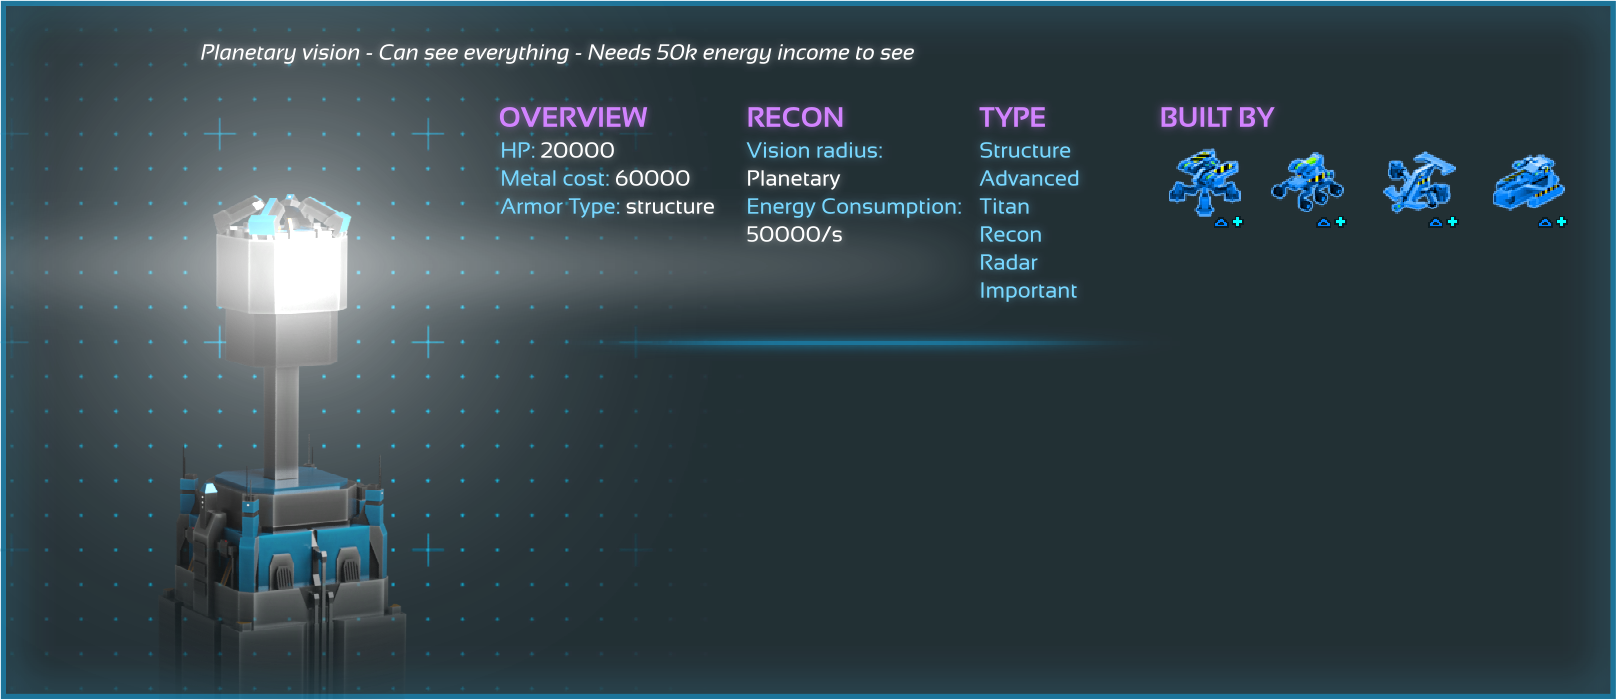 Planetary vision - Can see everything - Needs 50k energy income to see
OVERVIEW
HP: 20000
Metal cost: 60000
Armor Type: structure
RECON
Vision radius:
Planetary
Energy Consumption:
50000/s
TYPE
Structure
Advanced
Titan
Recon
Radar
Important
BUILT BY